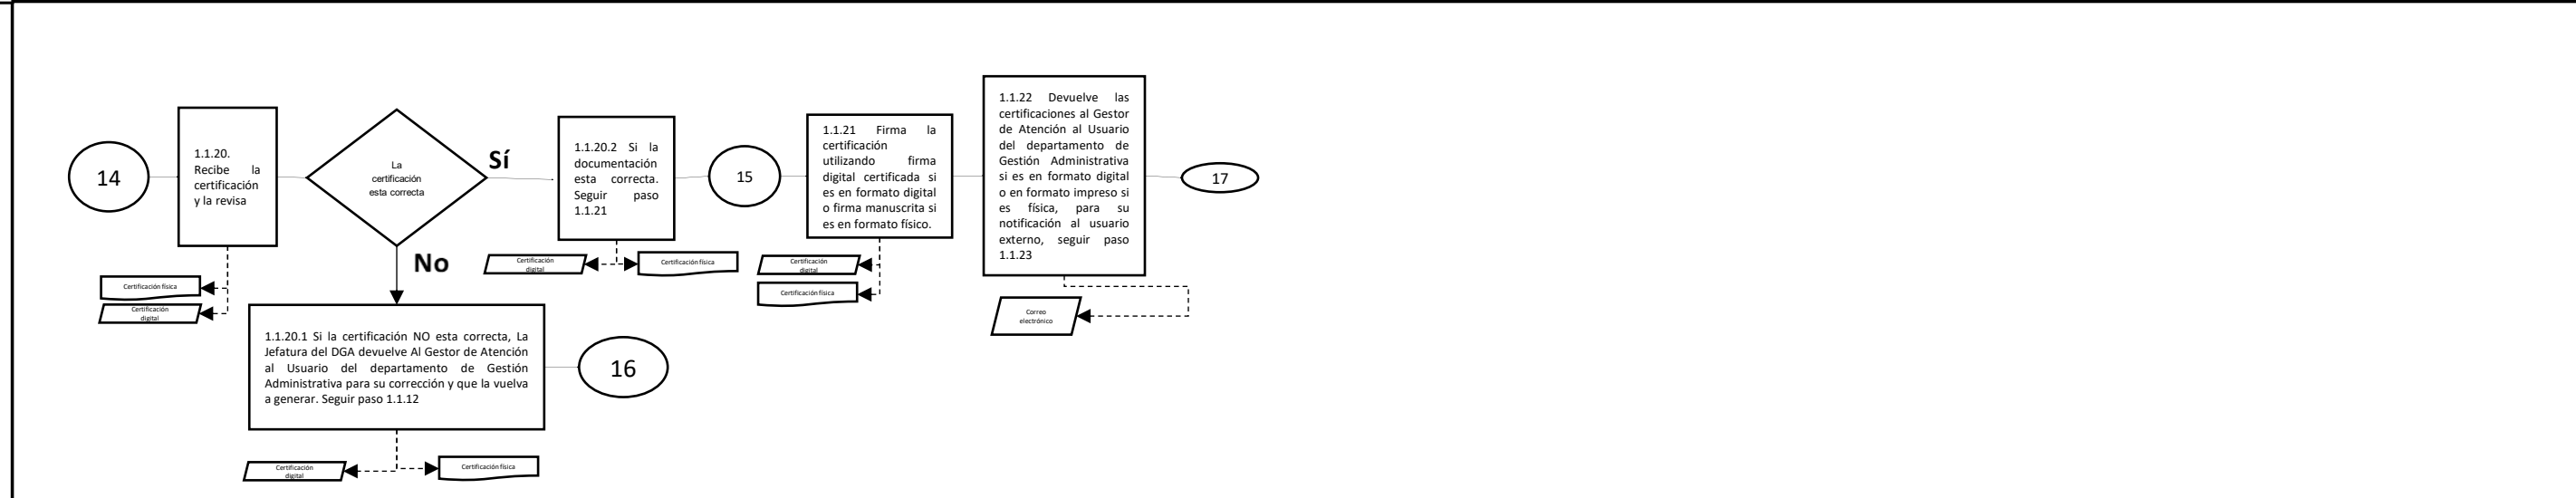 14
1.1.20.
Recibe la
certificación
y la revisa
Certificación física
Certificación
digital
La
certificación
esta correcta
Sí
No
1.1.20.2 Si la
documentación
esta correcta.
Seguir paso
1.1.21
Certificación
digital
Certificación física
15
1.1.21 Firma la
certificación
utilizando firma
digital certificada si
es en formato digital
o firma manuscrita si
es en formato físico.
Certificación
digital
Certificación física
1.1.22 Devuelve las
certificaciones al Gestor
de Atención al Usuario
del departamento de
Gestión Administrativa
si es en formato digital
o en formato impreso si
es física, para su
notificación al usuario
externo, seguir paso
1.1.23
Correo
electrónico
17
1.1.20.1 Si la certificación NO esta correcta, La
Jefatura del DGA devuelve Al Gestor de Atención
al Usuario del departamento de Gestión
Administrativa para su corrección y que la vuelva
a generar. Seguir paso 1.1.12
16
Certificación
digital
Certificación física